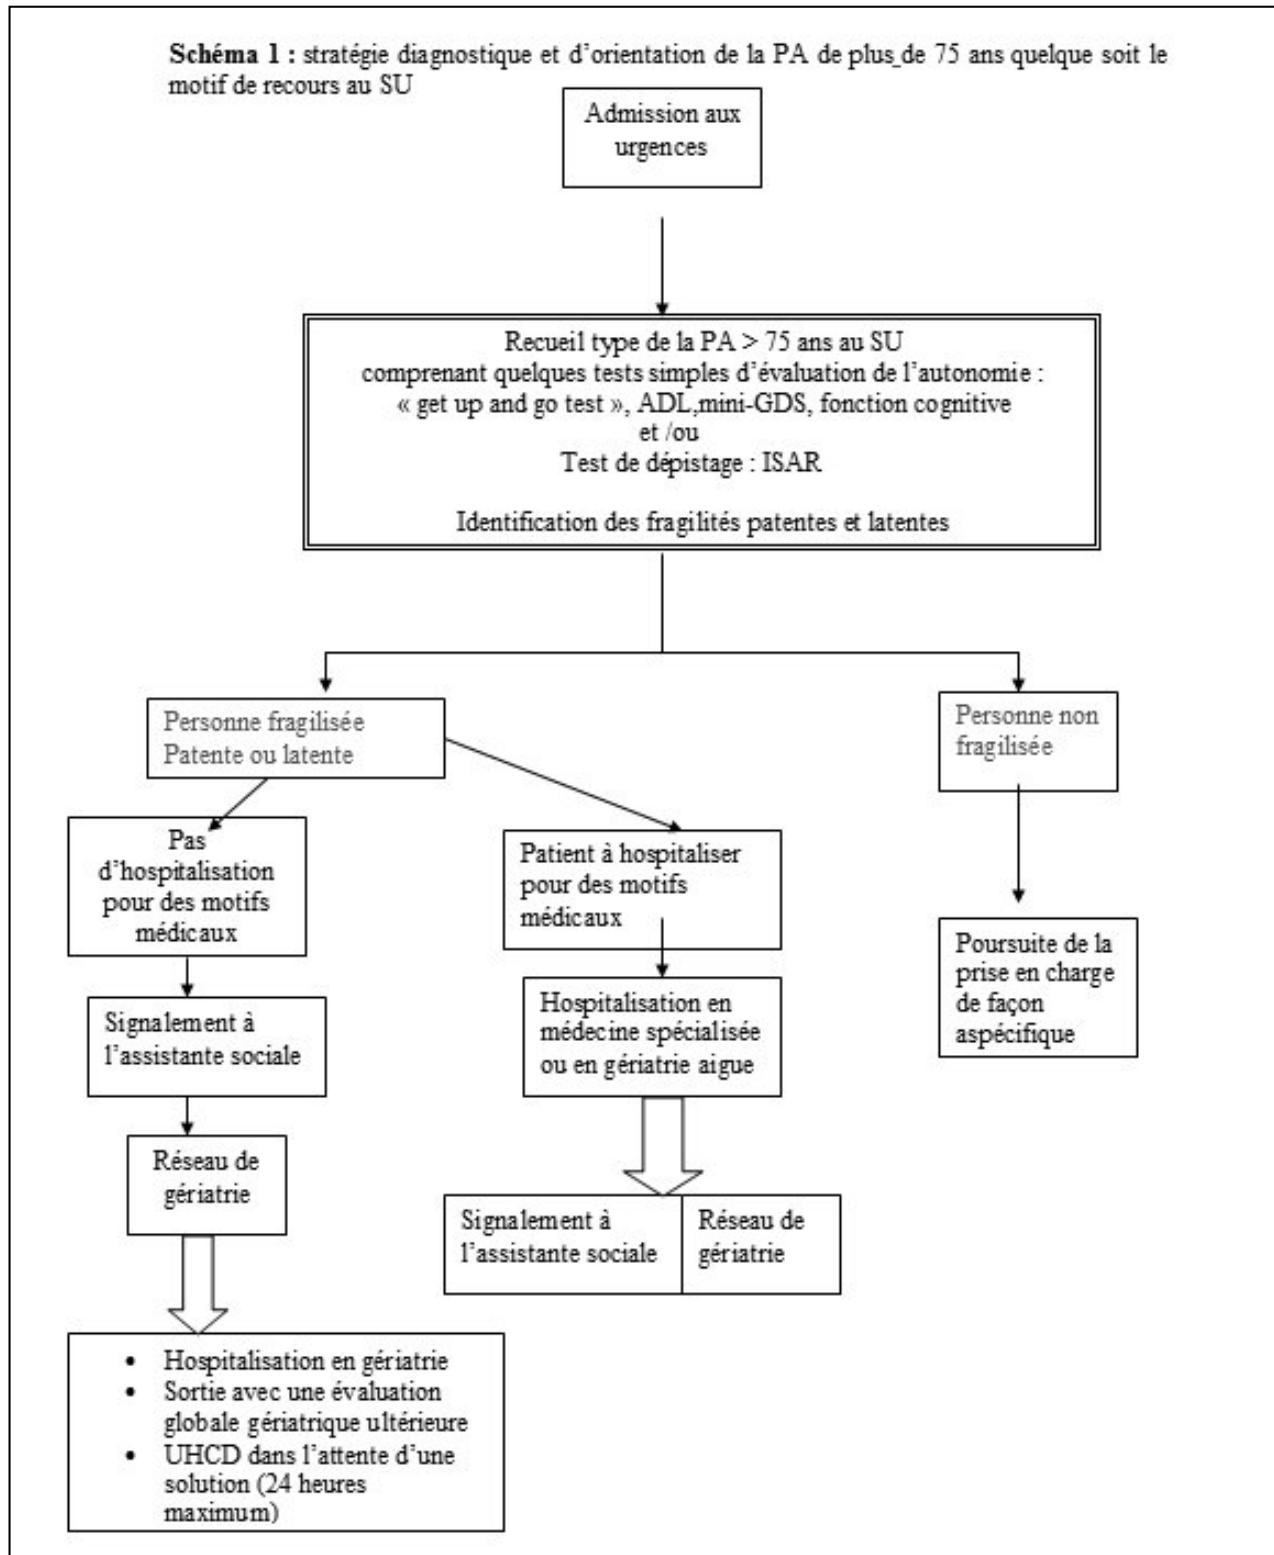 Schéma 1 : stratégie diagnostique et d'orientation de la PA de plus de 75 ans quelque soit le
motif de recours au SU
Admission aux
urgences
Recueil type de la PA > 75 ans au SU
comprenant quelques tests simples d'évaluation de l'autonomie :
« get up and go test », ADL,mini-GDS, fonction cognitive
et /ou
Test de dépistage : ISAR
Identification des fragilités patentes et latentes
Personne fragilisée
Patente ou latente
Personne non
fragilisée
Pas
d'hospitalisation
pour des motifs
médicaux
Patient à hospitaliser
pour des motifs
médicaux
Poursuite de la
prise en charge
de façon
aspécifique
Signalement à
l'assistante sociale
Hospitalisation en
médecine spécialisée
ou en gériatrie aigue
Réseau de
gériatrie
Signalement à
l'assistante sociale
Réseau de
gériatrie
• Hospitalisation en gériatrie
• Sortie avec une évaluation
globale gériatrique ultérieure
• UHCD dans l'attente d'une
solution (24 heures
maximum)